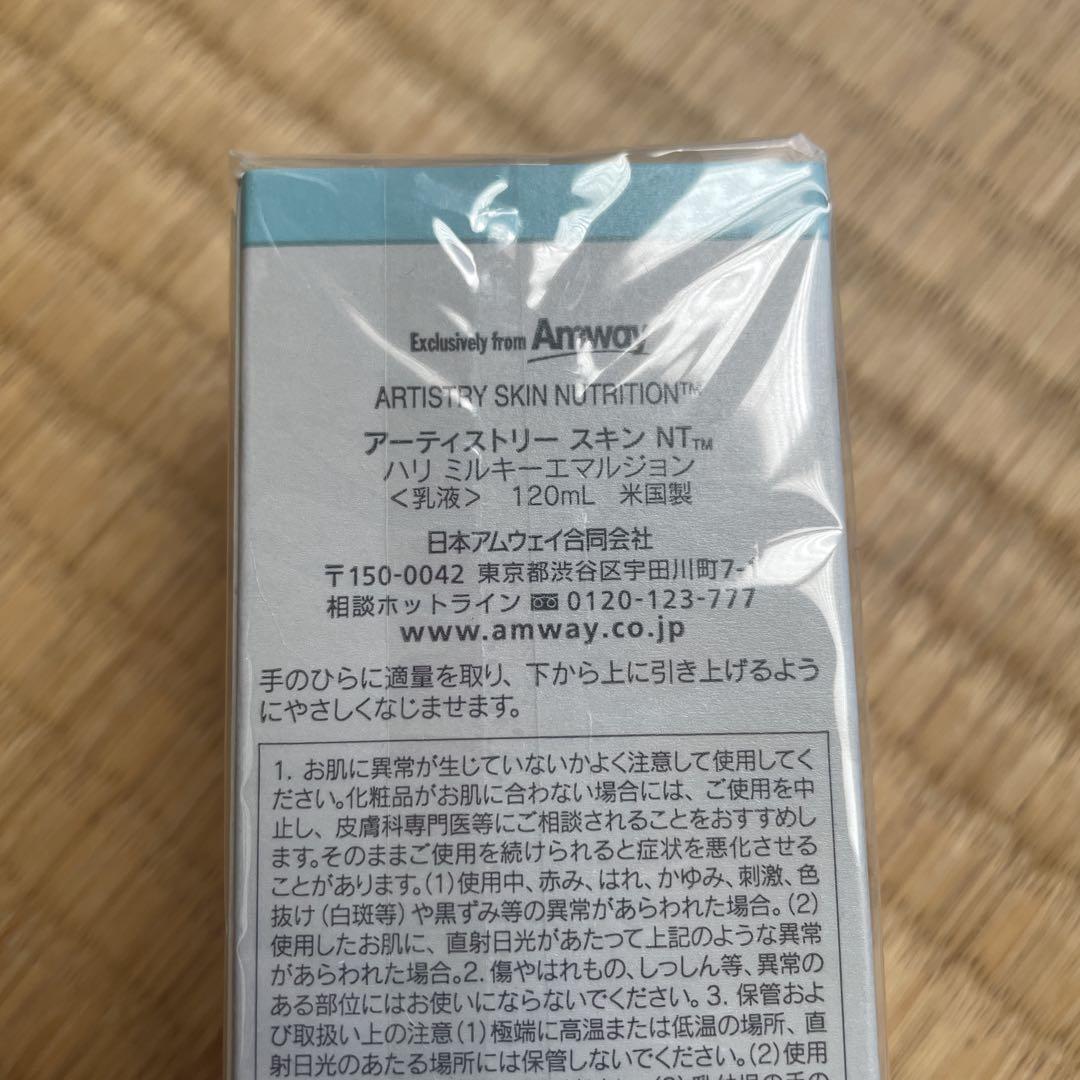 Exclusively from Amway
ARTISTRY SKIN NUTRITION™
アーティストリー スキン NT™
ハリ ミルキーエマルジョン
＜乳液＞ 120mL 米国製
日本アムウェイ合同会社
〒150-0042 東京都渋谷区宇田川町7-1
相談ホットライン 0120-123-777
www.amway.co.jp
手のひらに適量を取り、下から上に引き上げるよう
にやさしくなじませます。
1. お肌に異常が生じていないかよく注意して使用してく
ださい。化粧品がお肌に合わない場合には、ご使用を中
止し、皮膚科専門医等にご相談されることをおすすめし
ます。そのままご使用を続けられると症状を悪化させる
ことがあります。(1)使用中、赤み、はれ、かゆみ、刺激、色
抜け(白斑等)や黒ずみ等の異常があらわれた場合。(2)
使用したお肌に、直射日光があたって上記のような異常
があらわれた場合。2. 傷やはれもの、しっしん等、異常の
ある部位にはお使いにならないでください。3. 保管およ
び取扱い上の注意(1)極端に高温または低温の場所、直
射日光のあたる場所には保管しないでください。(2)使用